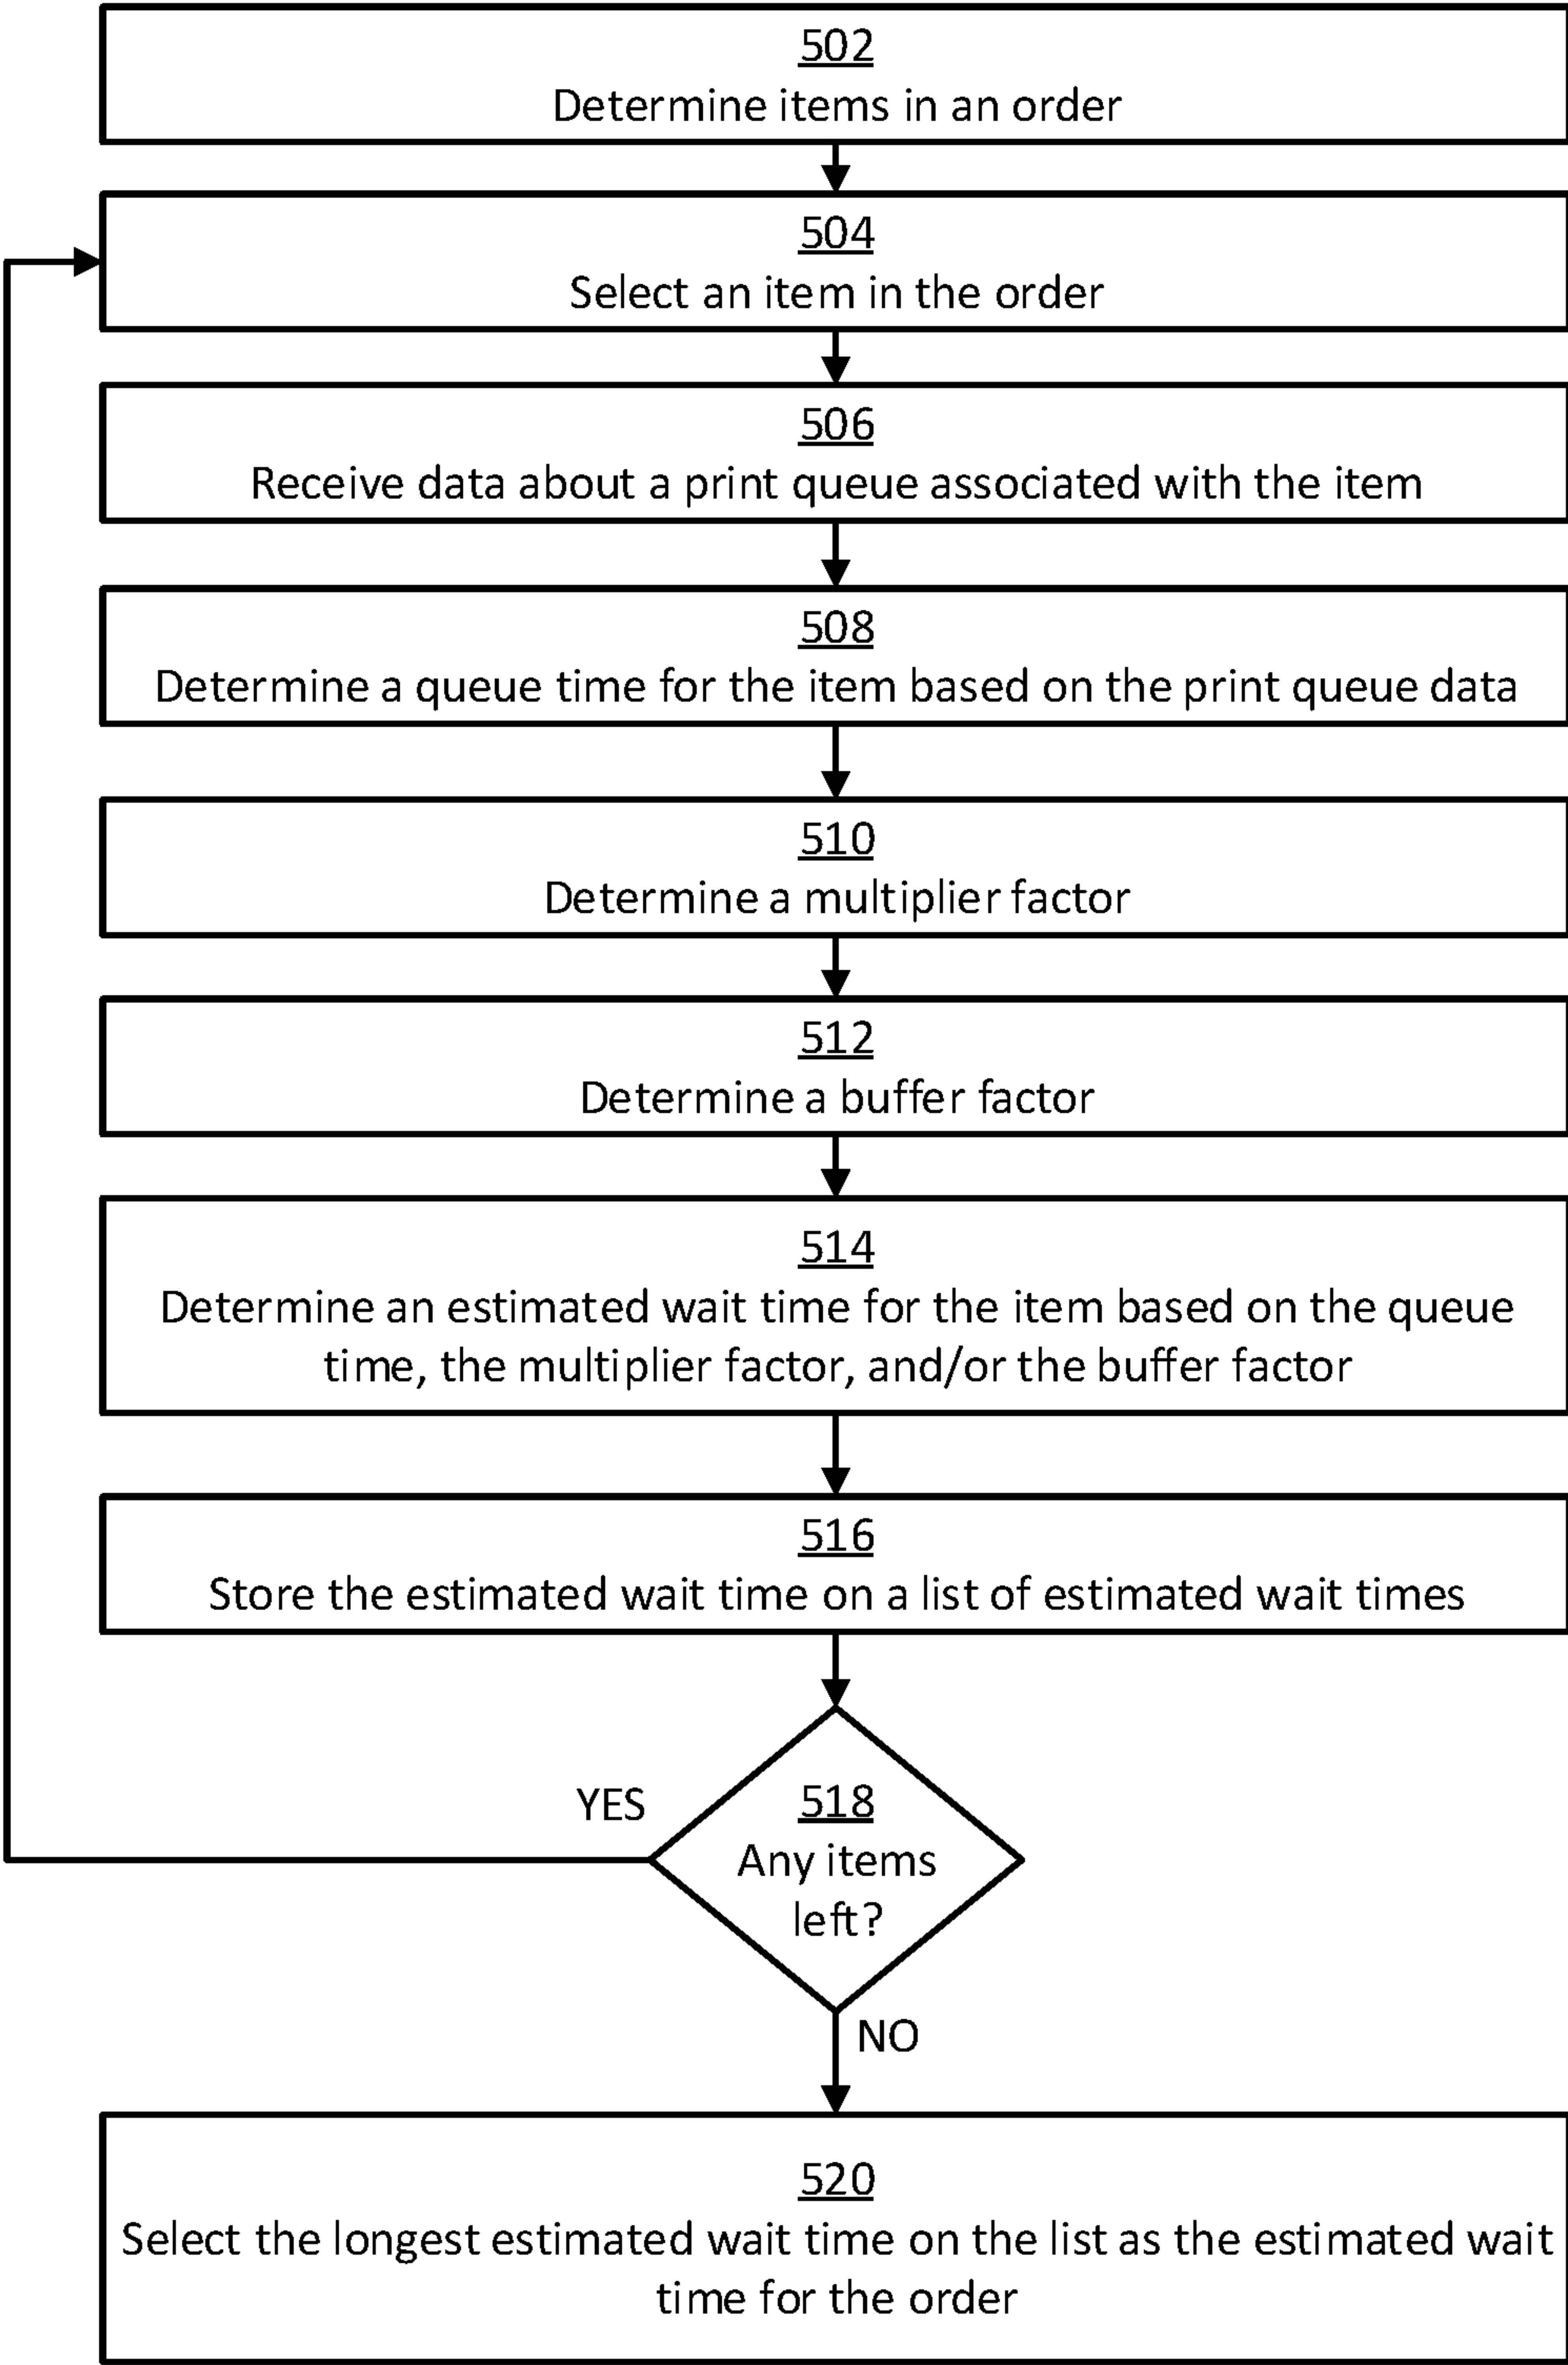 502
Determine items in an order
504
Select an item in the order
506
Receive data about a print queue associated with the item
508
Determine a queue time for the item based on the print queue data
510
Determine a multiplier factor
512
Determine a buffer factor
514
Determine an estimated wait time for the item based on the queue
time, the multiplier factor, and/or the buffer factor
516
Store the estimated wait time on a list of estimated wait times
YES
518
Any items
left?
NO
520
Select the longest estimated wait time on the list as the estimated wait
time for the order